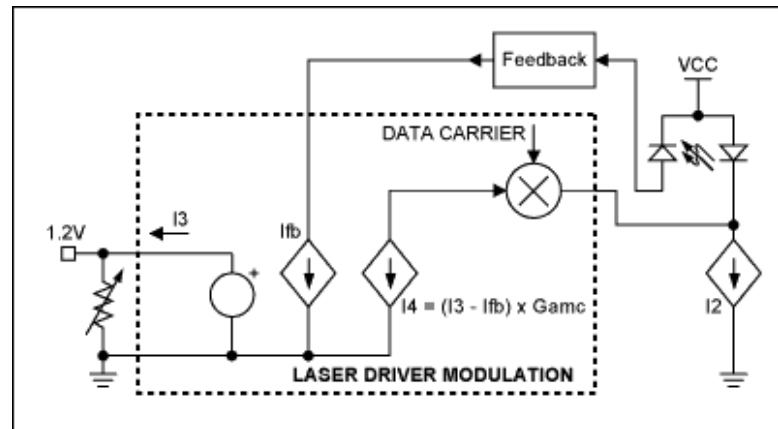 Feedback
VCC
DATA CARRIER
I3
1.2V
Ifb
+
I4 = (I3 - Ifb) x Gamc
I2
LASER DRIVER MODULATION